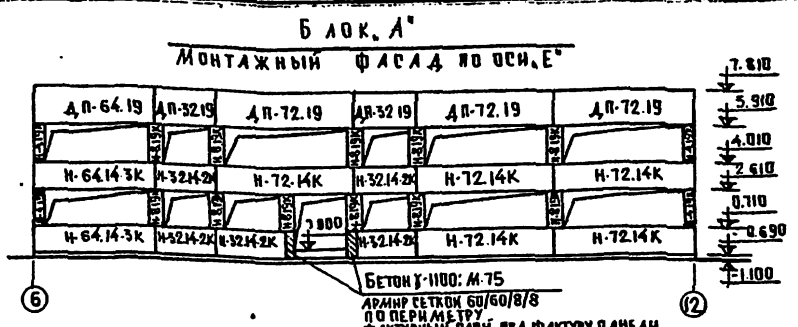 БЛОК „А"
МОНТАЖНЫЙ ФАСАД ПО ОСИ „Е"
7.810
ДП-64.19 ДП-32.19 ДП-72.19 ДП-32.19 ДП-72.19 ДП-72.19
5.910
4.010
Н-64.14-3К Н-32.14-2К Н-72-14К Н-32.14-2К Н-72.14К Н-72.14К
2.610
0.710
Н-64.14-3К Н-32.14-2К Н-32.14-2К Н-32.14-2К Н-72.14К Н-72.14К
0.690
-1.100
БЕТОН γ-1100; М-75
6 12
АРМИР СЕТКОЙ 60/60/8/8
ПО ПЕРИМЕТРУ